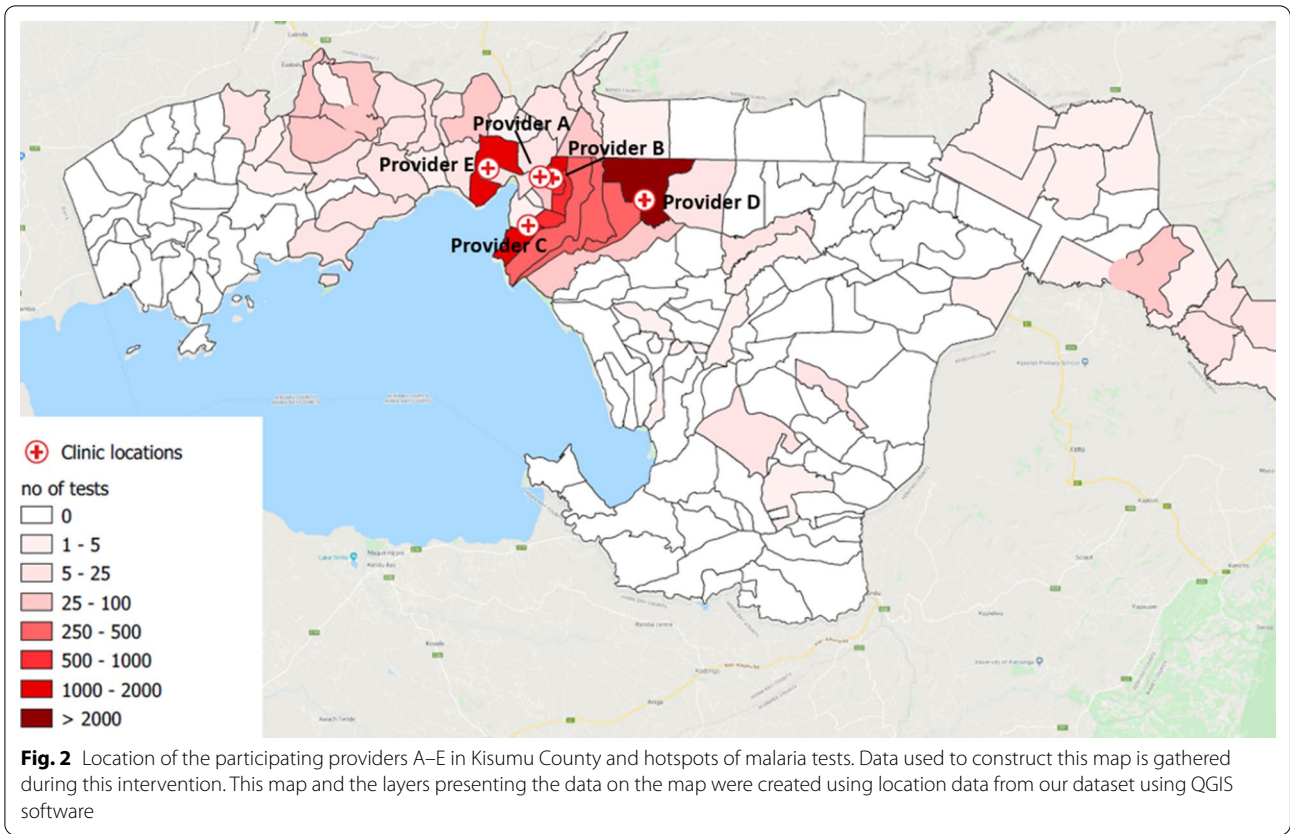 Provider A
Provider B
Provider E
Provider D
Provider C
Clinic locations
no of tests
0
1 - 5
5 - 25
25 - 100
250 - 500
500 - 1000
1000 - 2000
> 2000
Fig. 2 Location of the participating providers A–E in Kisumu County and hotspots of malaria tests. Data used to construct this map is gathered
during this intervention. This map and the layers presenting the data on the map were created using location data from our dataset using QGIS
software